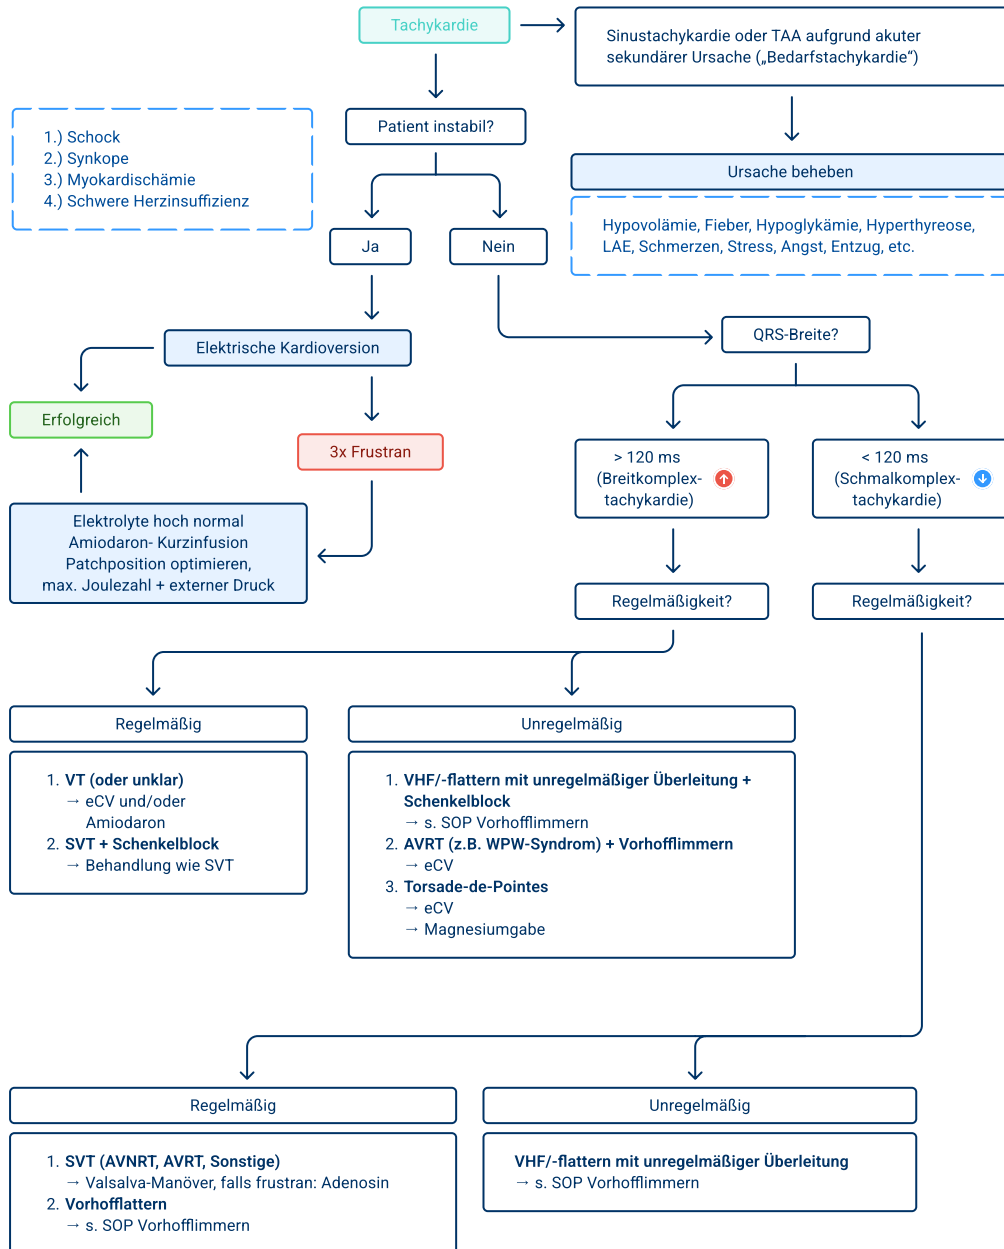 Tachykardie
Sinustachykardie oder TAA aufgrund akuter
sekundärer Ursache („Bedarfstachykardie“)
Patient instabil?
1.) Schock
2.) Synkope
3.) Myokardischämie
4.) Schwere Herzinsuffizienz
Ursache beheben
Hypovolämie, Fieber, Hypoglykämie, Hyperthyreose,
LAE, Schmerzen, Stress, Angst, Entzug, etc.
Ja
Nein
Elektrische Kardioversion
QRS-Breite?
Erfolgreich
3x Frustran
> 120 ms
(Breitkomplex-
tachykardie)
< 120 ms
(Schmalkomplex-
tachykardie)
Elektrolyte hoch normal
Amiodaron- Kurzinfusion
Patchposition optimieren,
max. Joulezahl + externer Druck
Regelmäßigkeit?
Regelmäßigkeit?
Regelmäßig
1. VT (oder unklar)
→ eCV und/oder
Amiodaron
2. SVT + Schenkelblock
→ Behandlung wie SVT
Unregelmäßig
1. VHF/-flattern mit unregelmäßiger Überleitung +
Schenkelblock
→ s. SOP Vorhofflimmern
2. AVRT (z.B. WPW-Syndrom) + Vorhofflimmern
→ eCV
3. Torsade-de-Pointes
→ eCV
→ Magnesiumgabe
Regelmäßig
1. SVT (AVNRT, AVRT, Sonstige)
→ Valsalva-Manöver, falls frustran: Adenosin
2. Vorhofflattern
→ s. SOP Vorhofflimmern
Unregelmäßig
VHF/-flattern mit unregelmäßiger Überleitung
→ s. SOP Vorhofflimmern